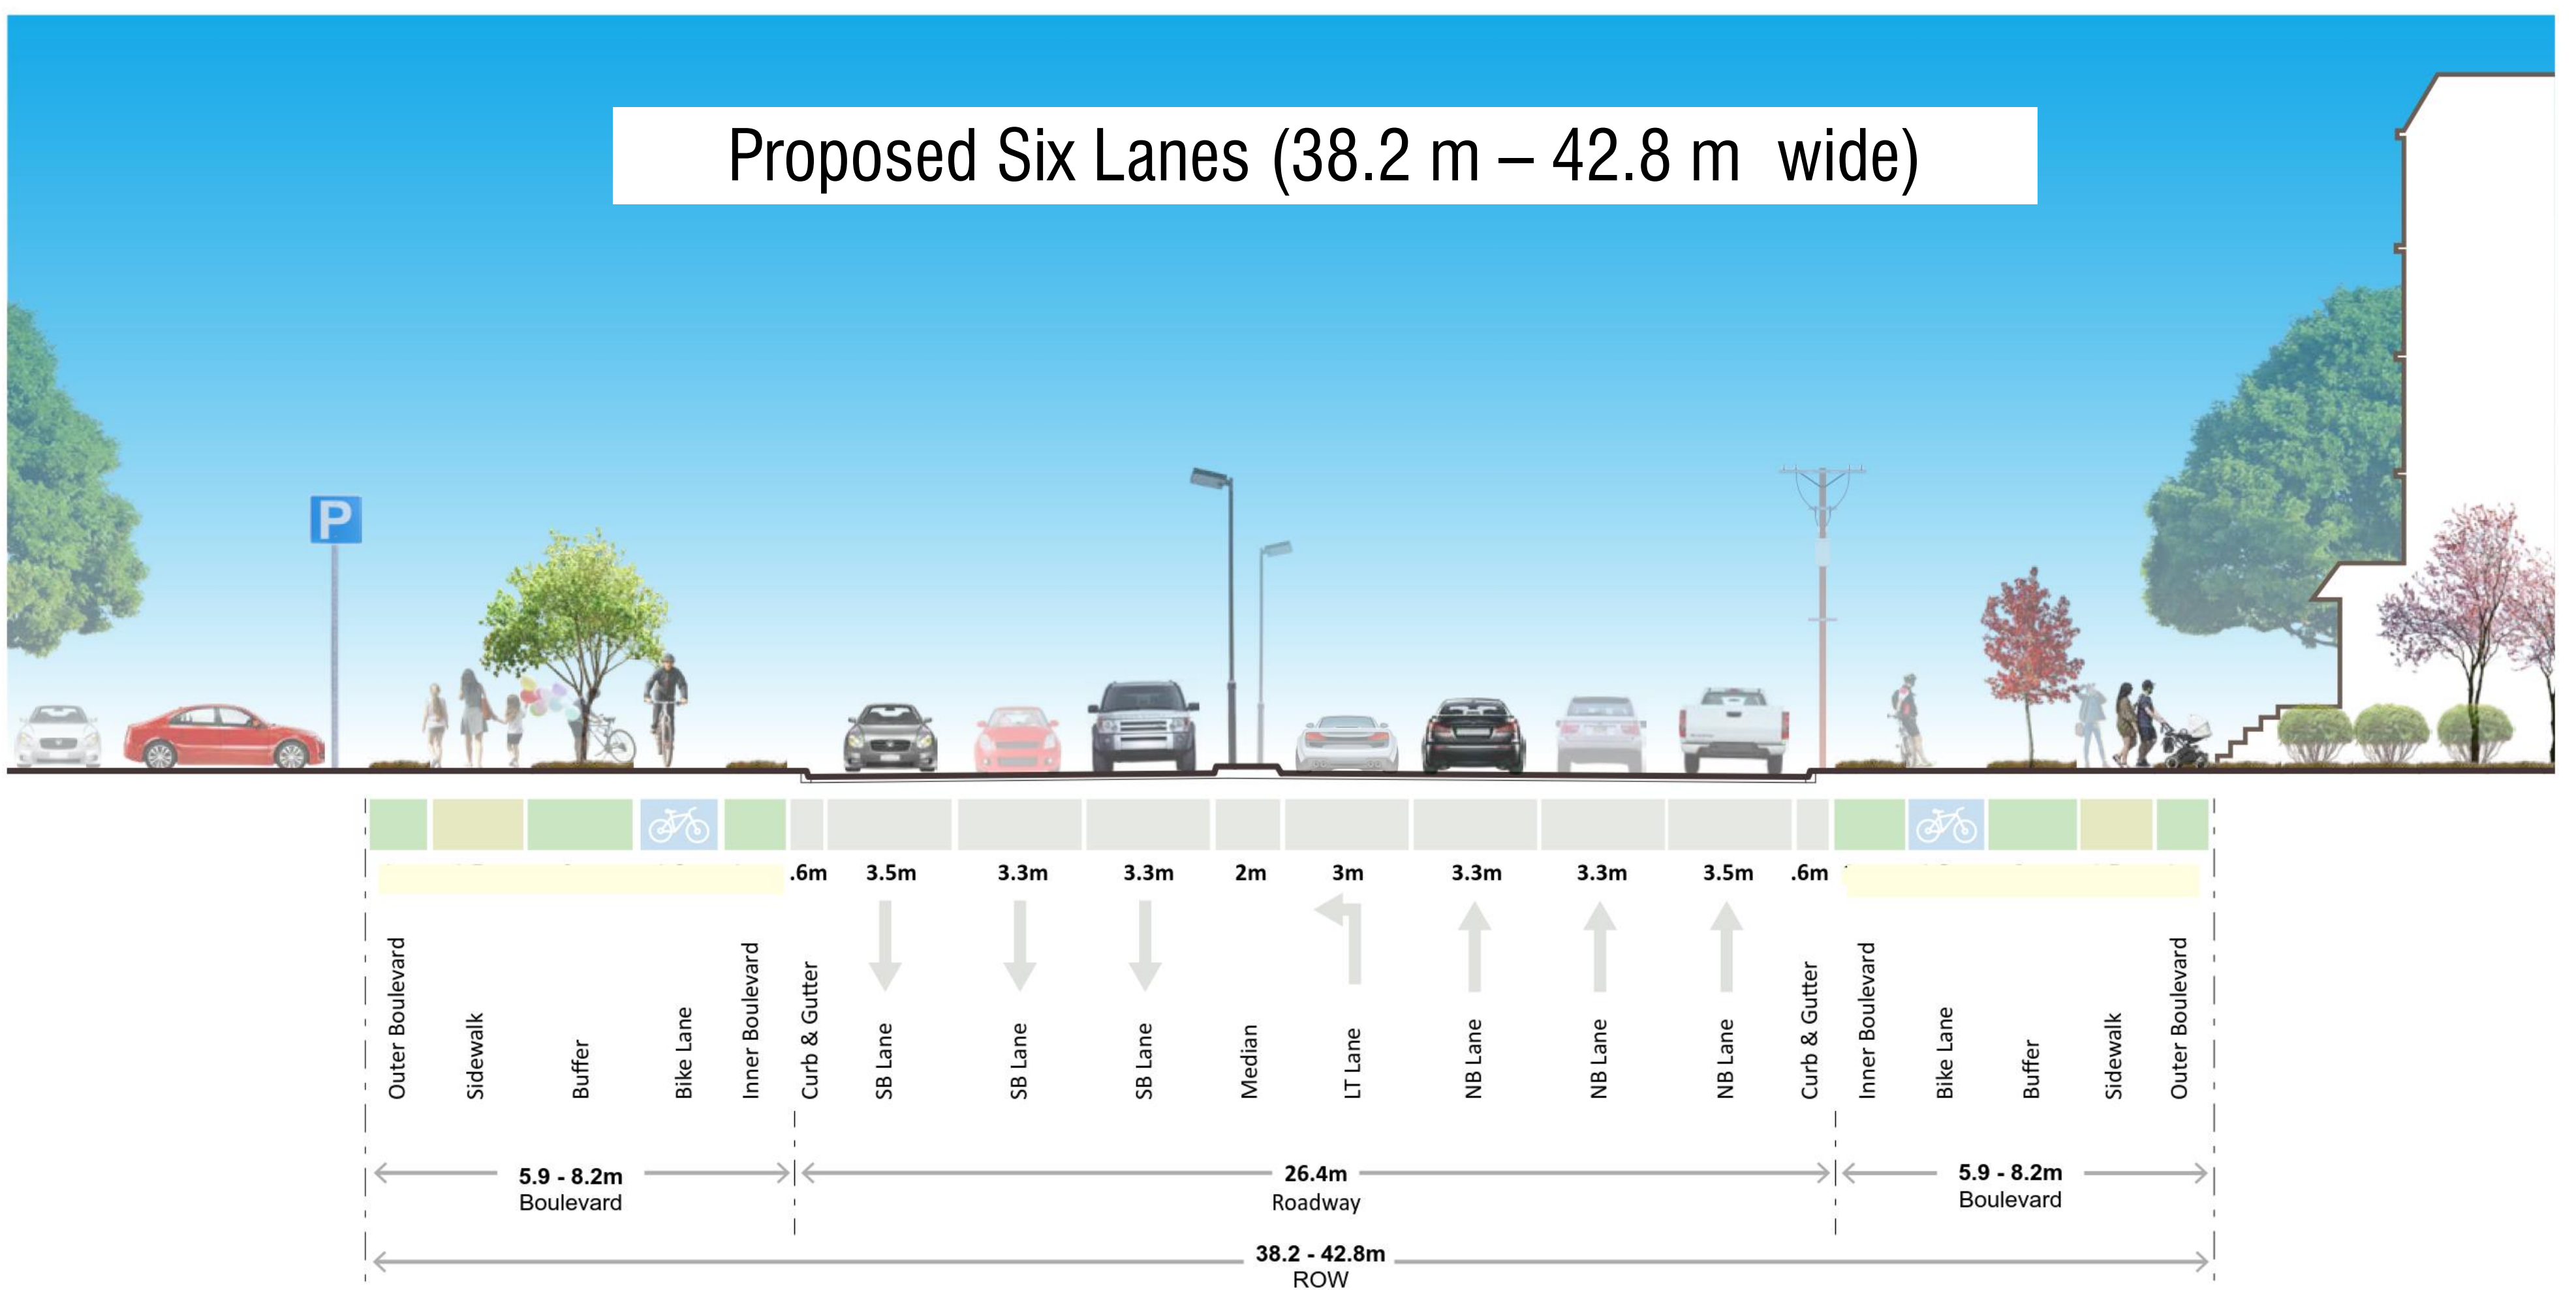 Proposed Six Lanes (38.2 m – 42.8 m wide)
P
.6m 3.5m 3.3m 3.3m 2m 3m 3.3m 3.3m 3.5m .6m
Outer Boulevard
Sidewalk
Buffer
Bike Lane
Inner Boulevard
Curb & Gutter
SB Lane
SB Lane
SB Lane
Median
LT Lane
NB Lane
NB Lane
NB Lane
Curb & Gutter
Inner Boulevard
Bike Lane
Buffer
Sidewalk
Outer Boulevard
5.9 - 8.2m
Boulevard
26.4m
Roadway
5.9 - 8.2m
Boulevard
38.2 - 42.8m
ROW